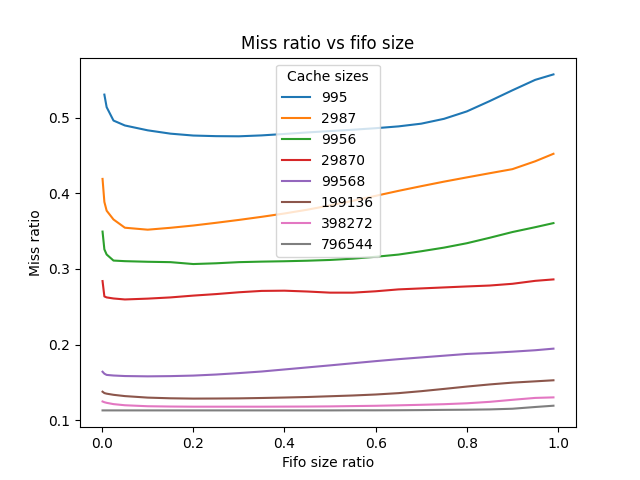 Miss ratio vs fifo size
Cache sizes
995
2987
9956
29870
99568
199136
398272
796544
Miss ratio
0.5
0.4
0.3
0.2
0.1
0.0 0.2 0.4 0.6 0.8 1.0
Fifo size ratio